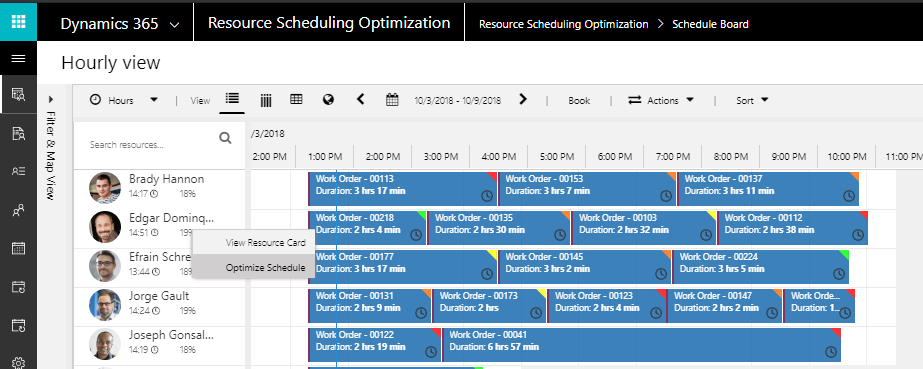 Dynamics 365
Resource Scheduling Optimization
Resource Scheduling Optimization > Schedule Board
Hourly view
Filter & Map View
Hours
View
10/3/2018 - 10/9/2018
Book
Actions
Sort
Search resources...
/3/2018
2:00 PM 1:00 PM 2:00 PM 3:00 PM 4:00 PM 5:00 PM 6:00 PM 7:00 PM 8:00 PM 9:00 PM 10:00 PM 11:00 PM
Brady Hannon
14:17 18%
Work Order - 00113
Duration: 3 hrs 17 min
Work Order - 00153
Duration: 3 hrs 7 min
Work Order - 00137
Duration: 3 hrs 11 min
Edgar Dominq...
14:51 19%
Work Order - 00218
Duration: 2 hrs 4 min
Work Order - 00135
Duration: 2 hrs 30 min
Work Order - 00103
Duration: 2 hrs 32 min
Work Order - 00112
Duration: 2 hrs 38 min
View Resource Card
Optimize Schedule
Efrain Schre
13:44 18%
Work Order - 00177
Duration: 3 hrs 17 min
Work Order - 00145
Duration: 3 hrs 2 min
Work Order - 00224
Duration: 3 hrs 5 min
Jorge Gault
14:24 19%
Work Order - 00131
Duration: 2 hrs 9 min
Work Order - 00173
Duration: 2 hrs
Work Order - 00123
Duration: 2 hrs 4 min
Work Order - 00147
Duration: 2 hrs 2 min
Work Orde...
Duration: 1...
Joseph Gonsal...
14:19 18%
Work Order - 00122
Duration: 2 hrs 19 min
Work Order - 00041
Duration: 6 hrs 57 min